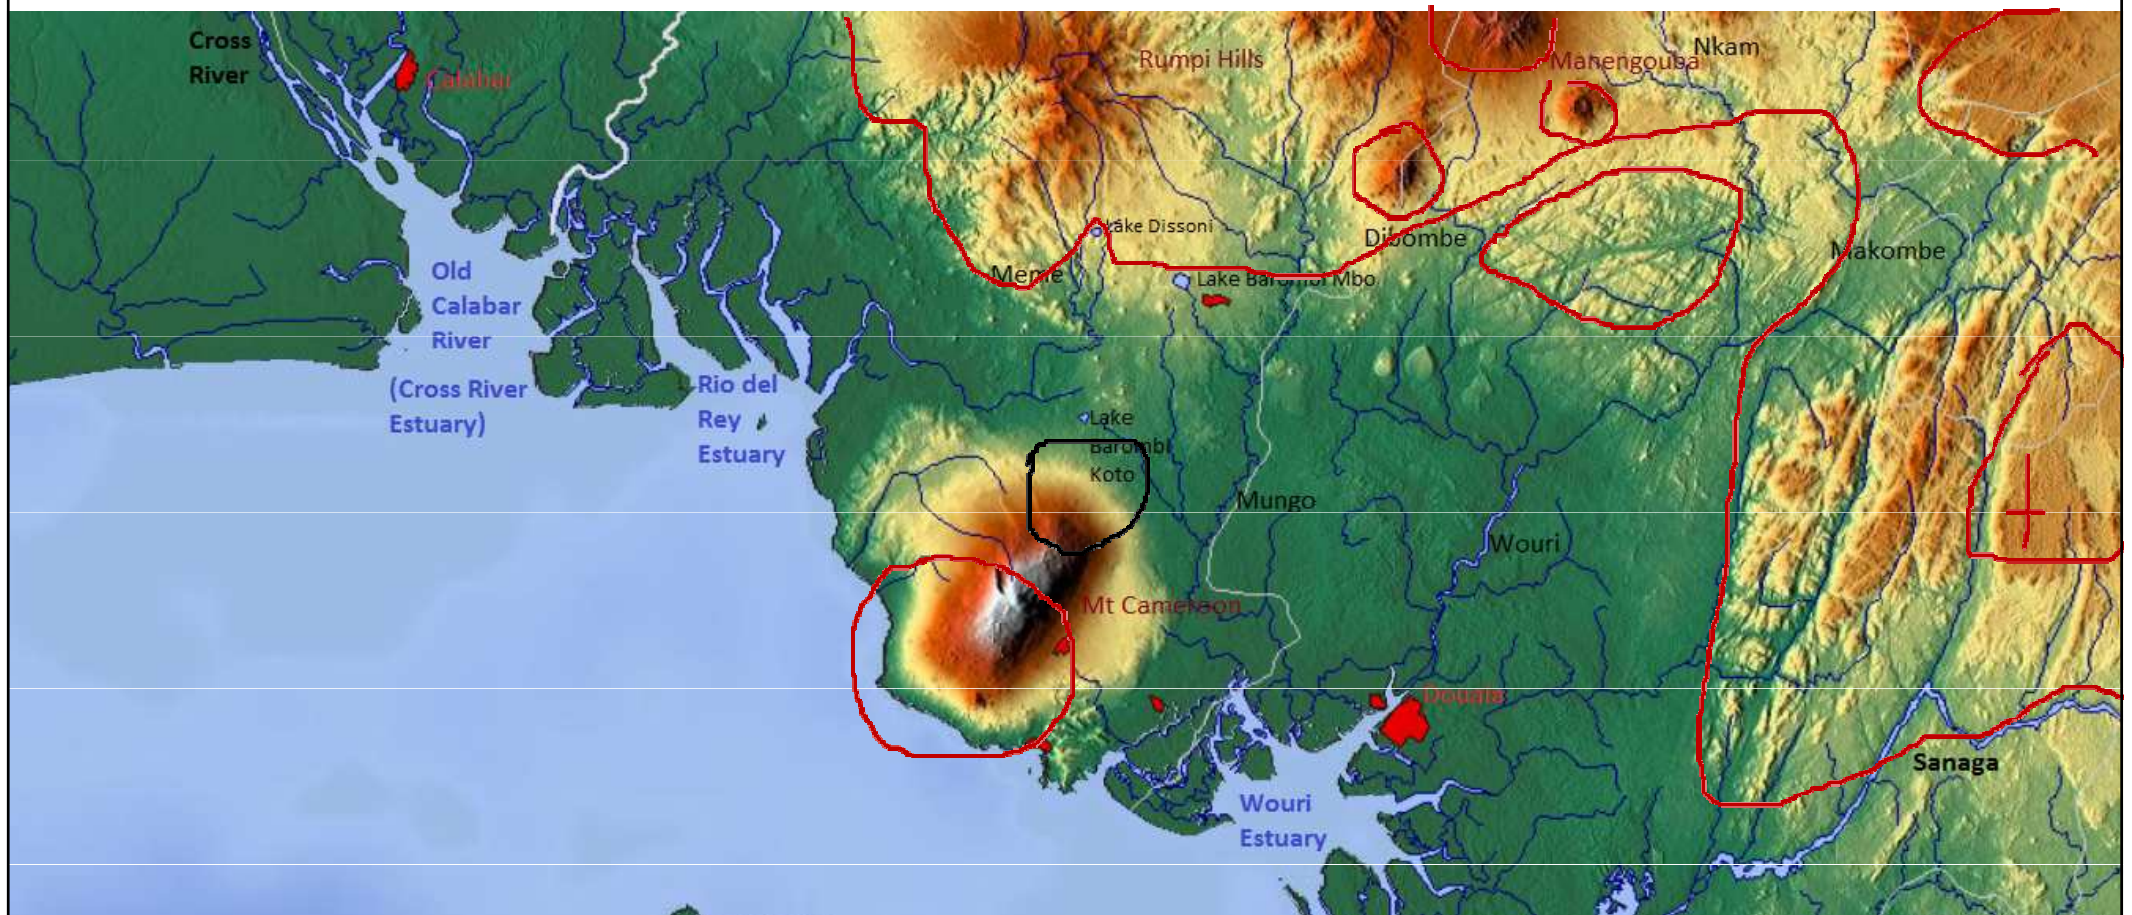 Cross
River
Calabar
Rumpi Hills
Manengouba
Nkam
Lake Dissoni
Dibombe
Makombe
Meme
Lake Barombi Mbo
Old
Calabar
River
(Cross River
Estuary)
Rio del
Rey
Estuary
Lake
Barombi
Koto
Mungo
Wouri
Mt Cameroon
Douala
Sanaga
Wouri
Estuary